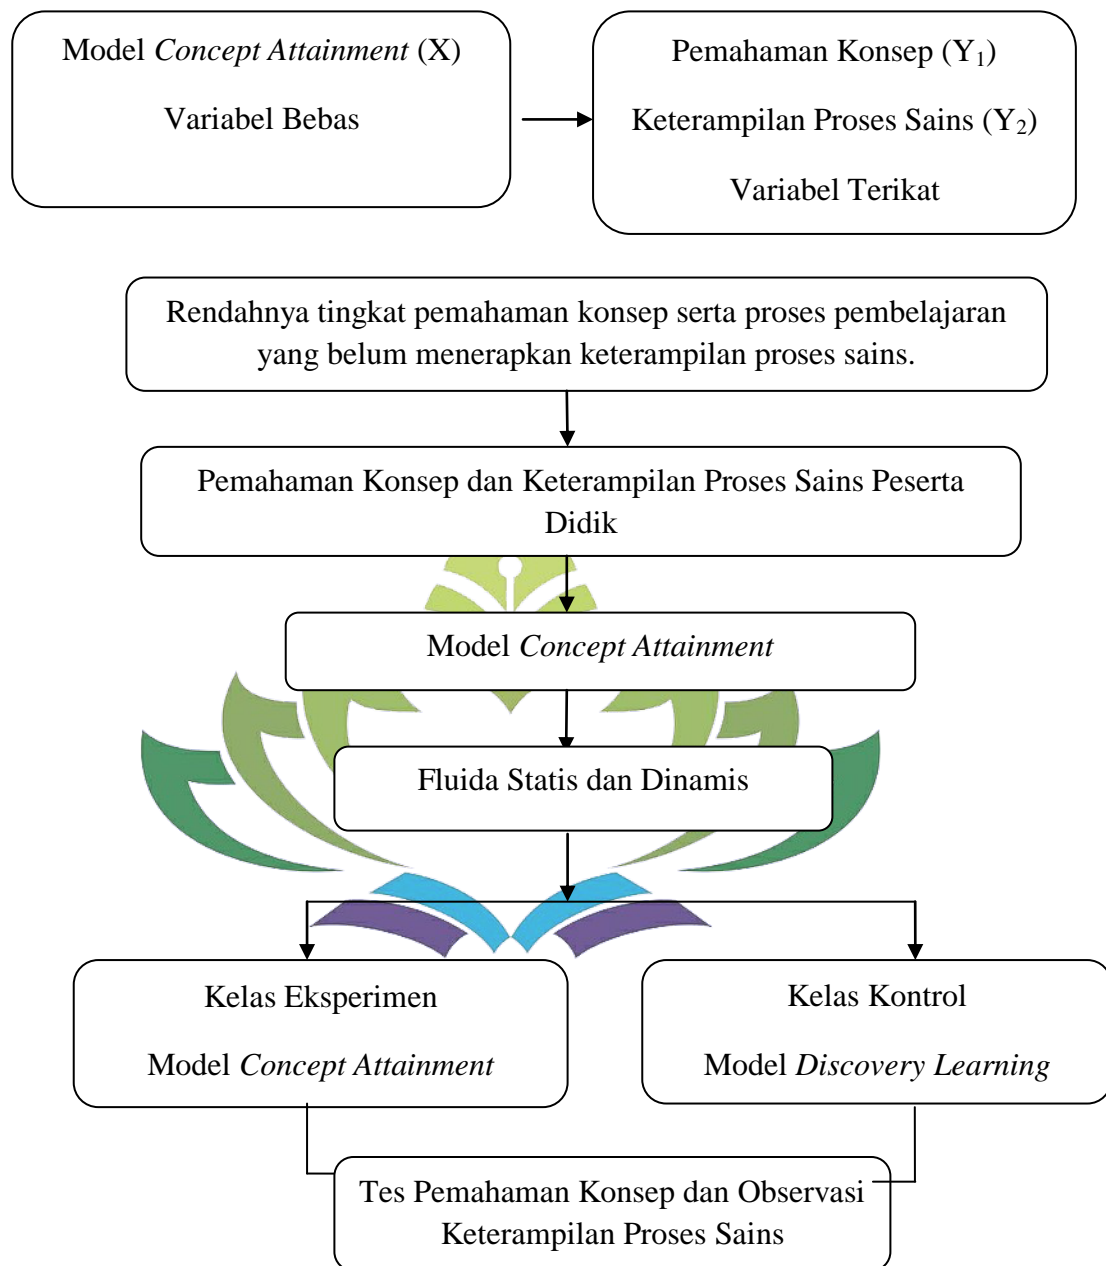 Model Concept Attainment (X)
Variabel Bebas
Pemahaman Konsep (Y₁)
Keterampilan Proses Sains (Y₂)
Variabel Terikat
Rendahnya tingkat pemahaman konsep serta proses pembelajaran
yang belum menerapkan keterampilan proses sains.
Pemahaman Konsep dan Keterampilan Proses Sains Peserta
Didik
Model Concept Attainment
Fluida Statis dan Dinamis
Kelas Eksperimen
Model Concept Attainment
Kelas Kontrol
Model Discovery Learning
Tes Pemahaman Konsep dan Observasi
Keterampilan Proses Sains